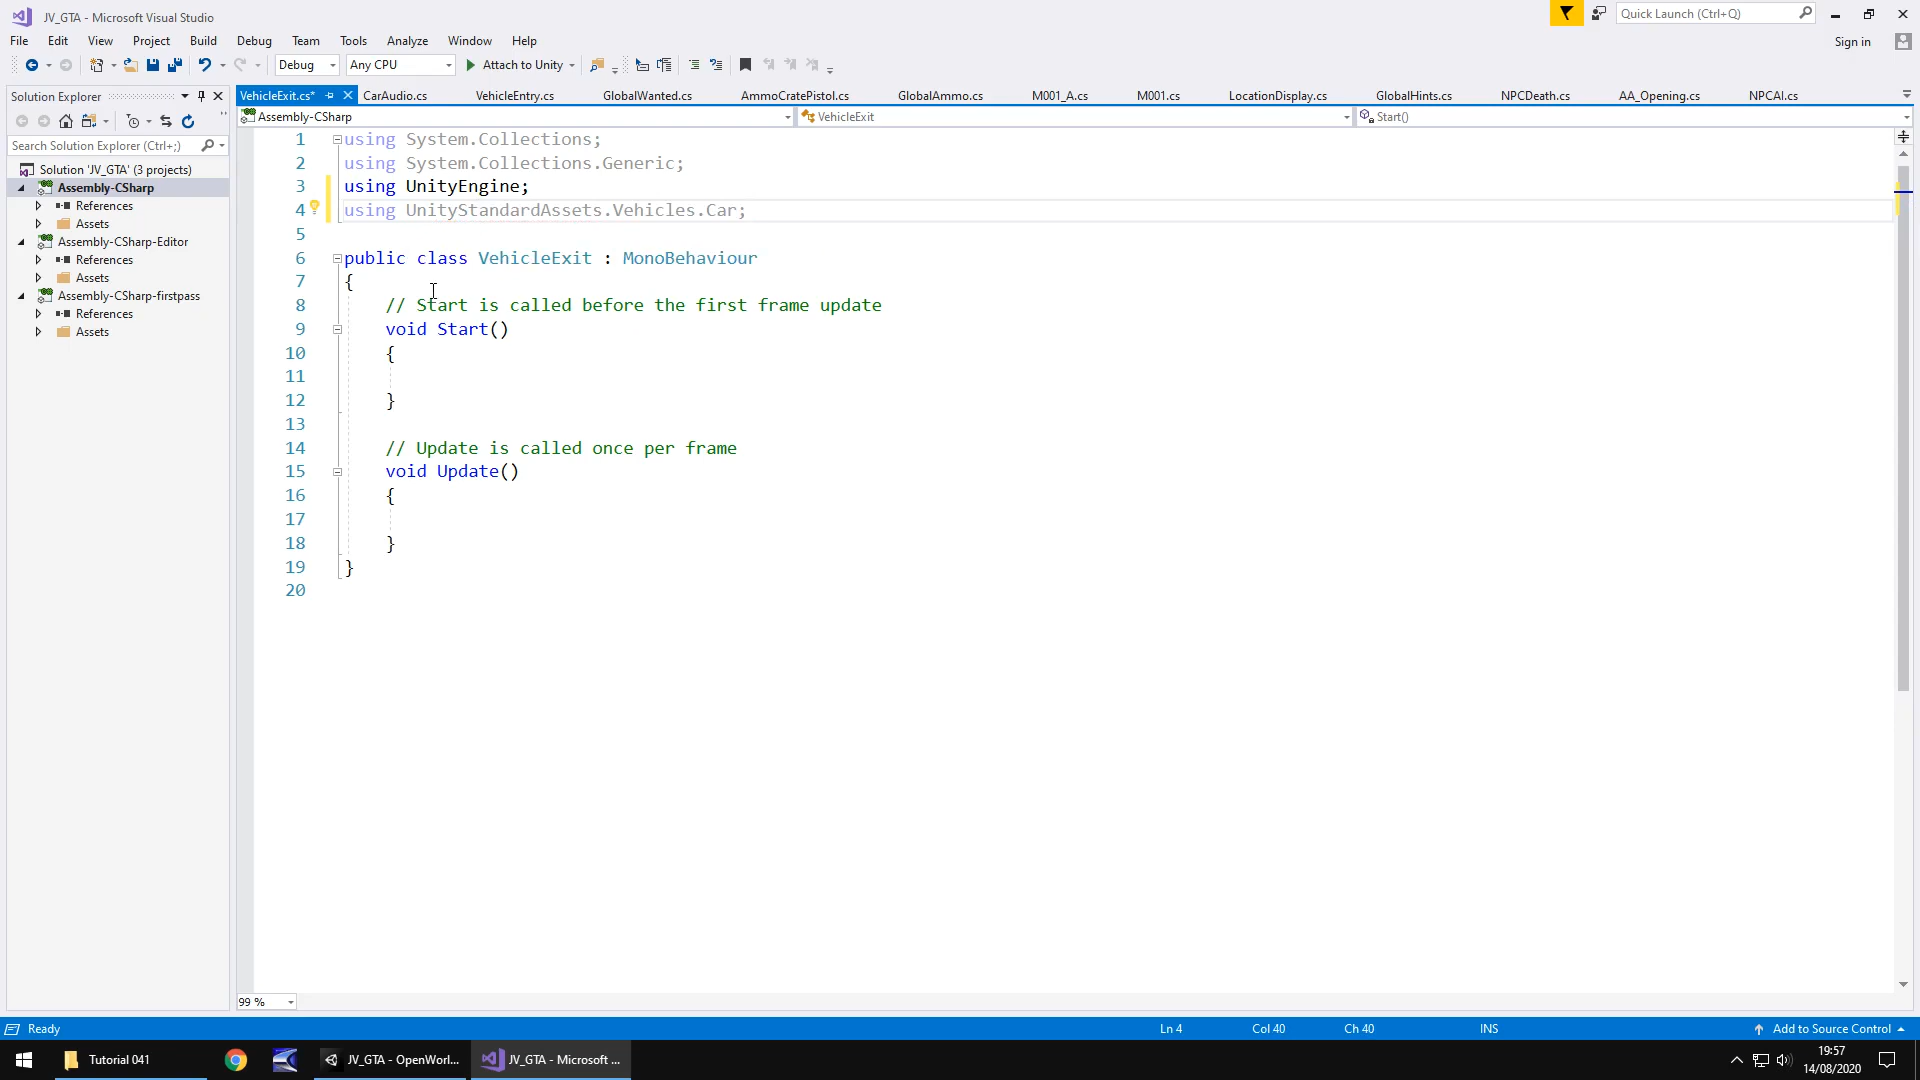 JV_GTA - Microsoft Visual Studio
Quick Launch (Ctrl+Q)
File Edit View Project Build Debug Team Tools Analyze Window Help
Sign in
Debug Any CPU Attach to Unity
Solution Explorer
VehicleExit.cs* CarAudio.cs VehicleEntry.cs GlobalWanted.cs AmmoCratePistol.cs GlobalAmmo.cs M001_A.cs M001.cs LocationDisplay.cs GlobalHints.cs NPCDeath.cs AA_Opening.cs NPCAI.cs
Assembly-CSharp VehicleExit Start()
Search Solution Explorer (Ctrl+;)
Solution 'JV_GTA' (3 projects)
Assembly-CSharp
References
Assets
Assembly-CSharp-Editor
References
Assets
Assembly-CSharp-firstpass
References
Assets
1 using System.Collections;
2 using System.Collections.Generic;
3 using UnityEngine;
4 using UnityStandardAssets.Vehicles.Car;
5
6 public class VehicleExit : MonoBehaviour
7 {
8 // Start is called before the first frame update
9 void Start()
10 {
11
12 }
13
14 // Update is called once per frame
15 void Update()
16 {
17
18 }
19 }
20
99 %
Ready Ln 4 Col 40 Ch 40 INS Add to Source Control
Tutorial 041 JV_GTA - OpenWorl... JV_GTA - Microsoft ...
19:57
14/08/2020